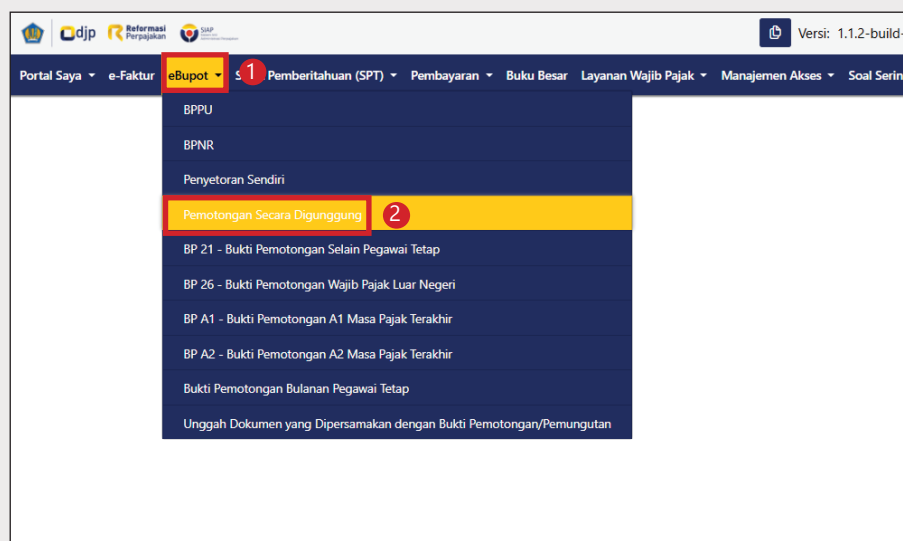 djp
Reformasi
Perpajakan
SIAP
Versi: 1.1.2-build-
Portal Saya e-Faktur eBupot 1 S Pemberitahuan (SPT) Pembayaran Buku Besar Layanan Wajib Pajak Manajemen Akses Soal Serin
BPPU
BPNR
Penyetoran Sendiri
Pemotongan Secara Digunggung 2
BP 21 - Bukti Pemotongan Selain Pegawai Tetap
BP 26 - Bukti Pemotongan Wajib Pajak Luar Negeri
BP A1 - Bukti Pemotongan A1 Masa Pajak Terakhir
BP A2 - Bukti Pemotongan A2 Masa Pajak Terakhir
Bukti Pemotongan Bulanan Pegawai Tetap
Unggah Dokumen yang Dipersamakan dengan Bukti Pemotongan/Pemungutan